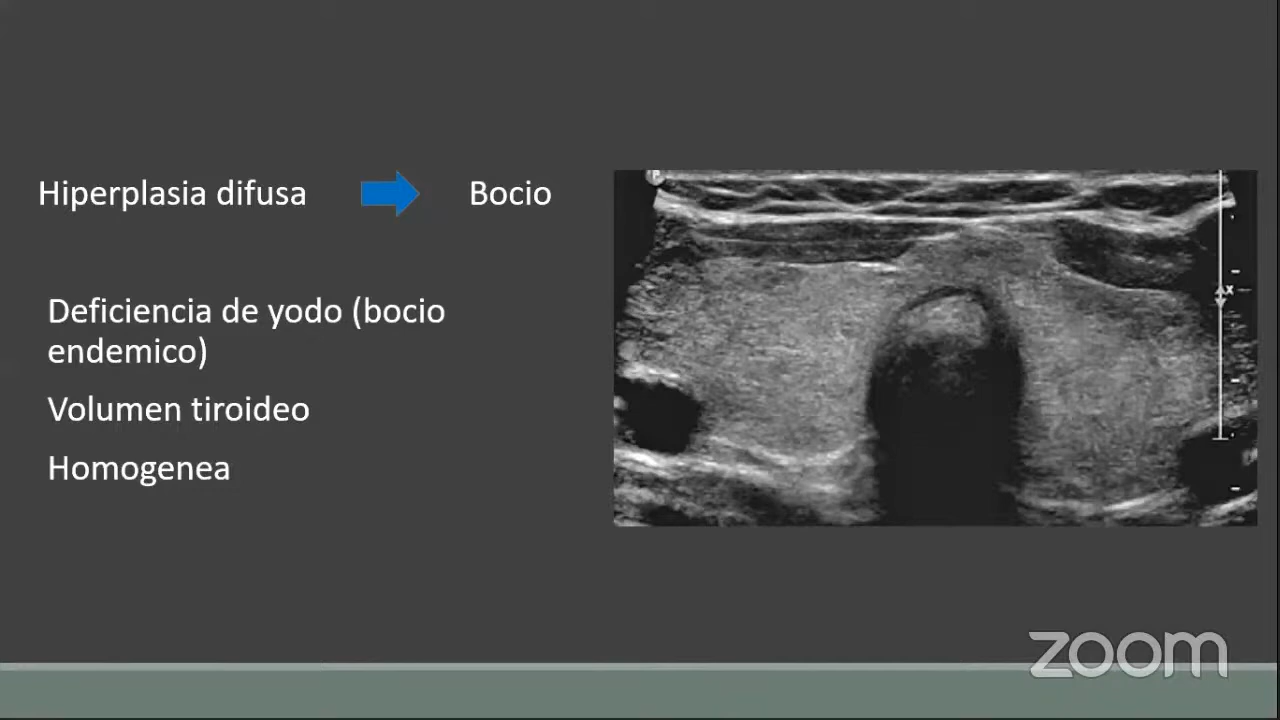 Hiperplasia difusa
Bocio
Deficiencia de yodo (bocio
endemico)
Volumen tiroideo
Homogenea
P
x
zoom